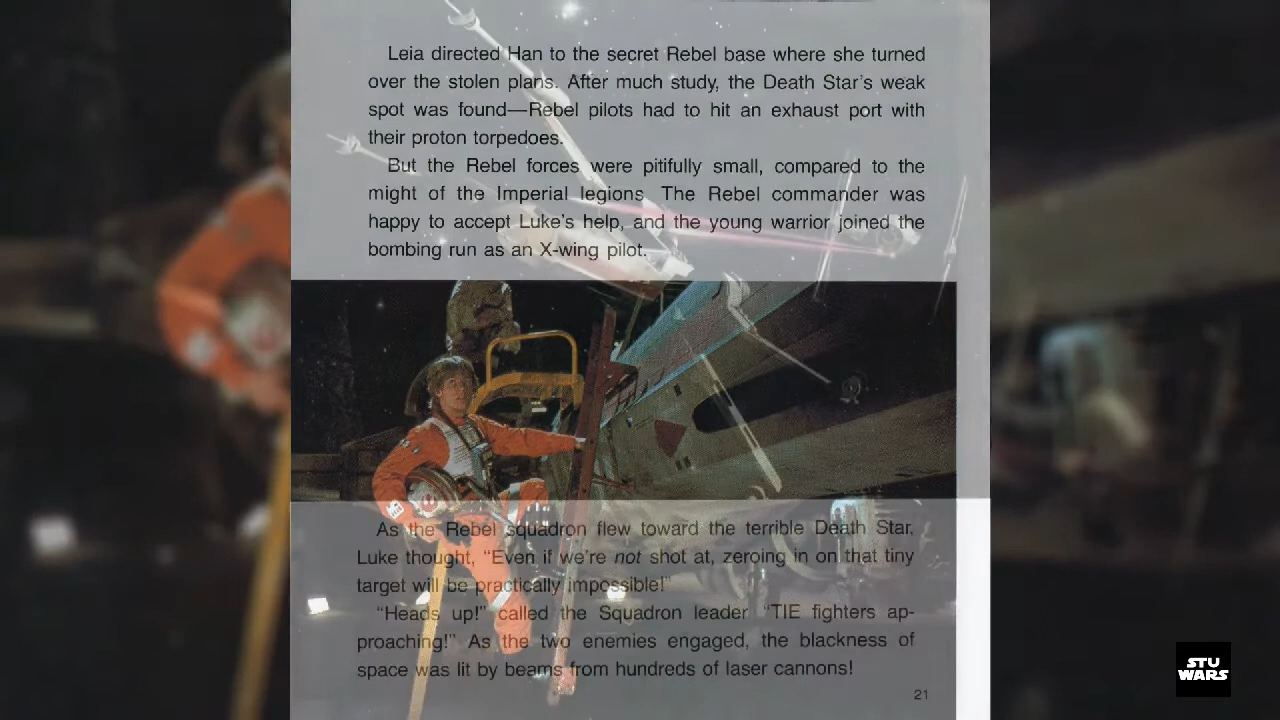 Leia directed Han to the secret Rebel base where she turned
over the stolen plans. After much study, the Death Star's weak
spot was found—Rebel pilots had to hit an exhaust port with
their proton torpedoes.
But the Rebel forces were pitifully small, compared to the
might of the Imperial legions. The Rebel commander was
happy to accept Luke's help, and the young warrior joined the
bombing run as an X-wing pilot.
As the Rebel squadron flew toward the terrible Death Star,
Luke thought, "Even if we're not shot at, zeroing in on that tiny
target will be practically impossible!"
"Heads up!" called the Squadron leader "TIE fighters ap-
proaching!" As the two enemies engaged, the blackness of
space was lit by beams from hundreds of laser cannons!
21
STU
WARS